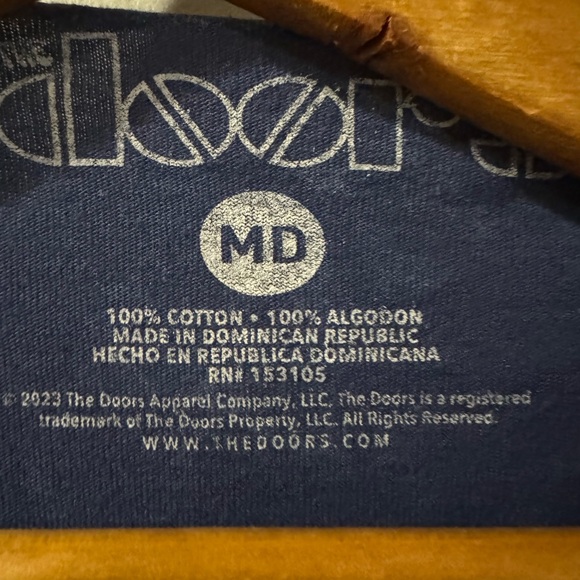 THE
doors
MD
100% COTTON • 100% ALGODON
MADE IN DOMINICAN REPUBLIC
HECHO EN REPUBLICA DOMINICANA
RN# 153105
© 2023 The Doors Apparel Company, LLC, The Doors is a registered
trademark of The Doors Property, LLC. All Rights Reserved.
WWW.THEDOORS.COM